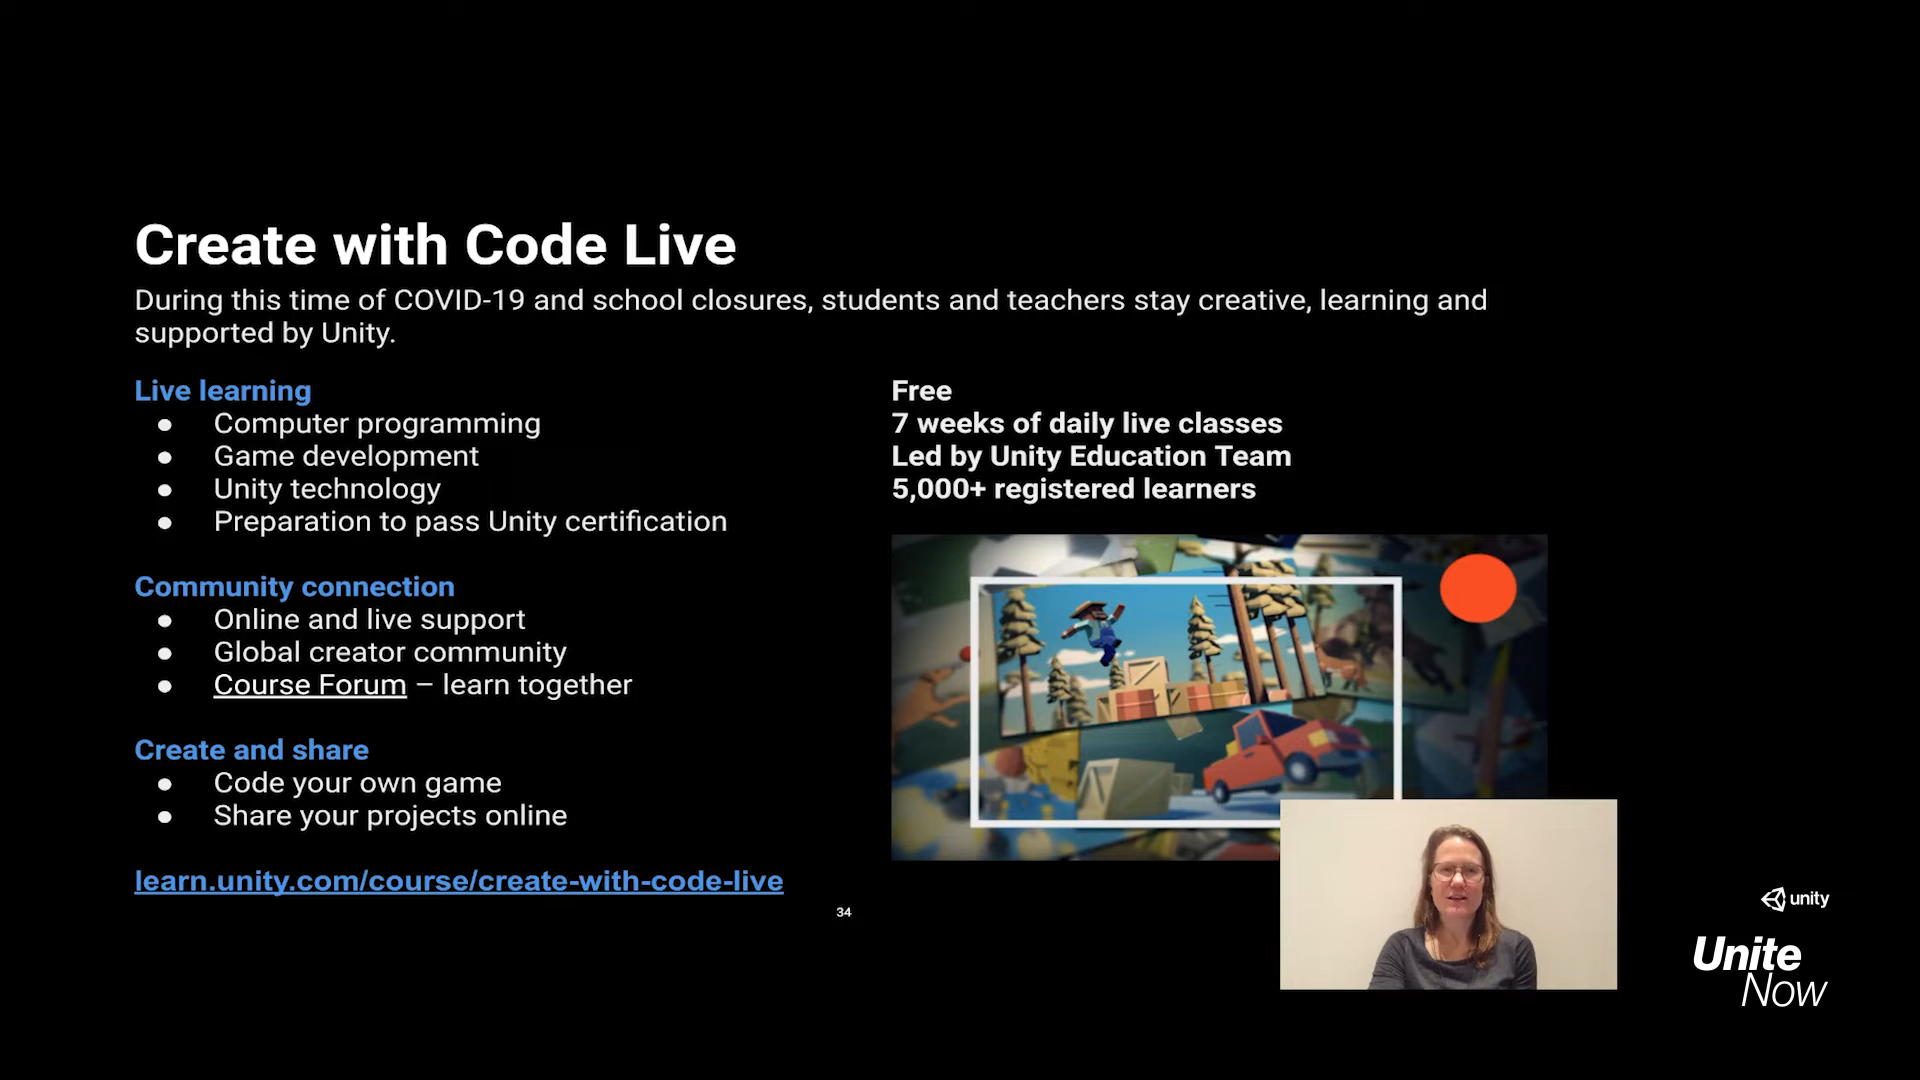 Create with Code Live
During this time of COVID-19 and school closures, students and teachers stay creative, learning and
supported by Unity.
Live learning
● Computer programming
● Game development
● Unity technology
● Preparation to pass Unity certification
Community connection
● Online and live support
● Global creator community
● Course Forum – learn together
Create and share
● Code your own game
● Share your projects online
learn.unity.com/course/create-with-code-live
Free
7 weeks of daily live classes
Led by Unity Education Team
5,000+ registered learners
34
unity
Unite
Now